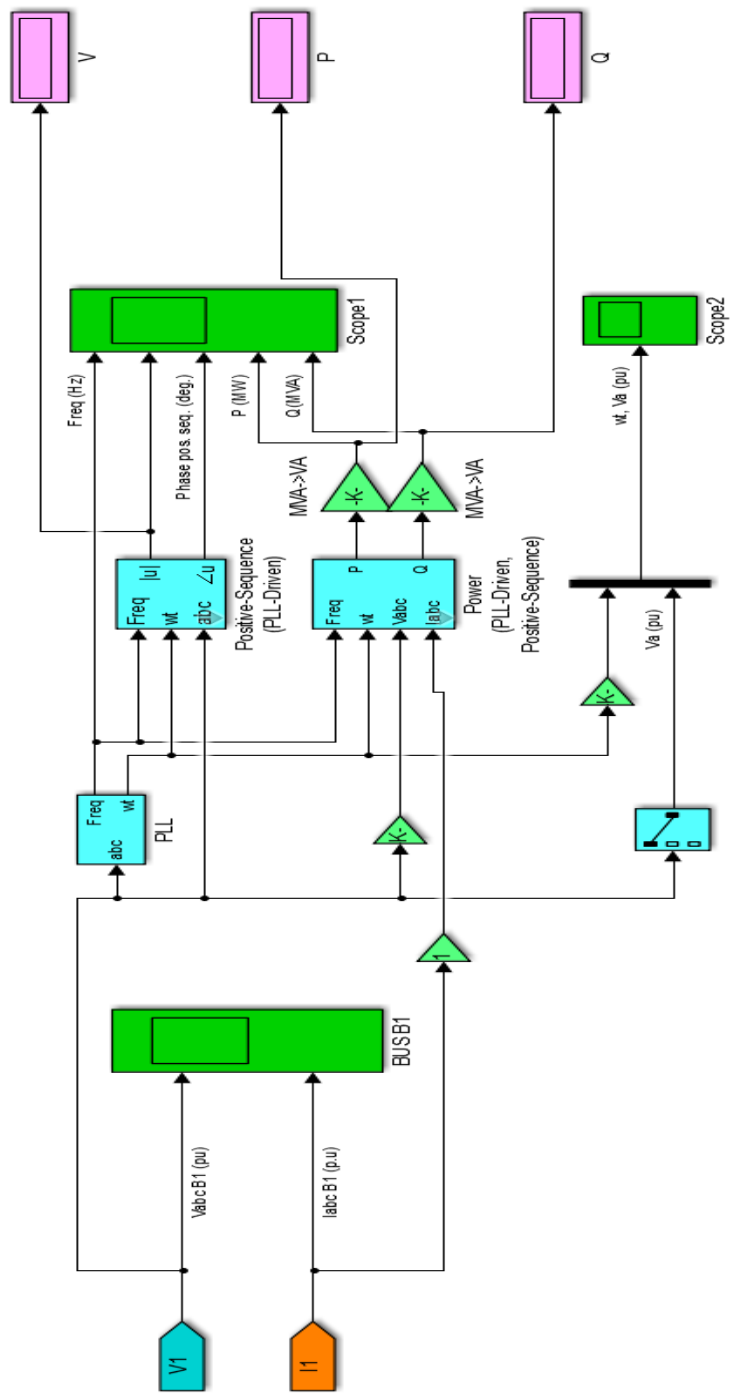 V
P
Q
Freq (Hz)
Phase pos. seq. (deg.)
P (MW)
Q (MVA)
Scope1
Scope2
wt, Va (pu)
Va (pu)
MVA->VA
MVA->VA
-K-
-K-
Freq
wt
abc
|u|
∠u
Positive-Sequence
(PLL-Driven)
Freq
wt
Vabc
Iabc
P
Q
Power
(PLL-Driven,
Positive-Sequence)
K-
abc
Freq
wt
PLL
K-
1
BUSB1
Vabc B1 (pu)
Iabc B1 (p.u)
V1
I1